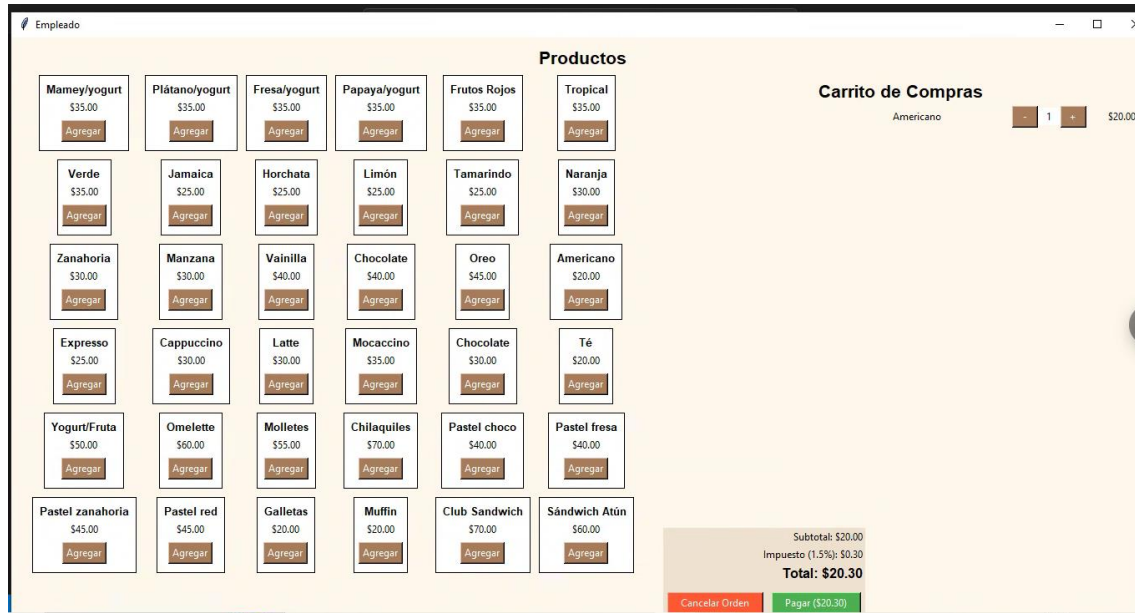 Empleado
Productos
Mamey/yogurt Plátano/yogurt Fresa/yogurt Papaya/yogurt Frutos Rojos Tropical
$35.00 $35.00 $35.00 $35.00 $35.00 $35.00
Agregar Agregar Agregar Agregar Agregar Agregar
Verde Jamaica Horchata Limón Tamarindo Naranja
$35.00 $25.00 $25.00 $25.00 $25.00 $30.00
Agregar Agregar Agregar Agregar Agregar Agregar
Zanahoria Manzana Vainilla Chocolate Oreo Americano
$30.00 $30.00 $40.00 $40.00 $45.00 $20.00
Agregar Agregar Agregar Agregar Agregar Agregar
Expresso Cappuccino Latte Mocaccino Chocolate Té
$25.00 $30.00 $30.00 $35.00 $30.00 $20.00
Agregar Agregar Agregar Agregar Agregar Agregar
Yogurt/Fruta Omelette Molletes Chilaquiles Pastel choco Pastel fresa
$50.00 $60.00 $55.00 $70.00 $40.00 $40.00
Agregar Agregar Agregar Agregar Agregar Agregar
Pastel zanahoria Pastel red Galletas Muffin Club Sandwich Sándwich Atún
$45.00 $45.00 $20.00 $20.00 $70.00 $60.00
Agregar Agregar Agregar Agregar Agregar Agregar
Carrito de Compras
Americano - 1 + $20.00
Subtotal: $20.00
Impuesto (1.5%): $0.30
Total: $20.30
Cancelar Orden Pagar ($20.30)